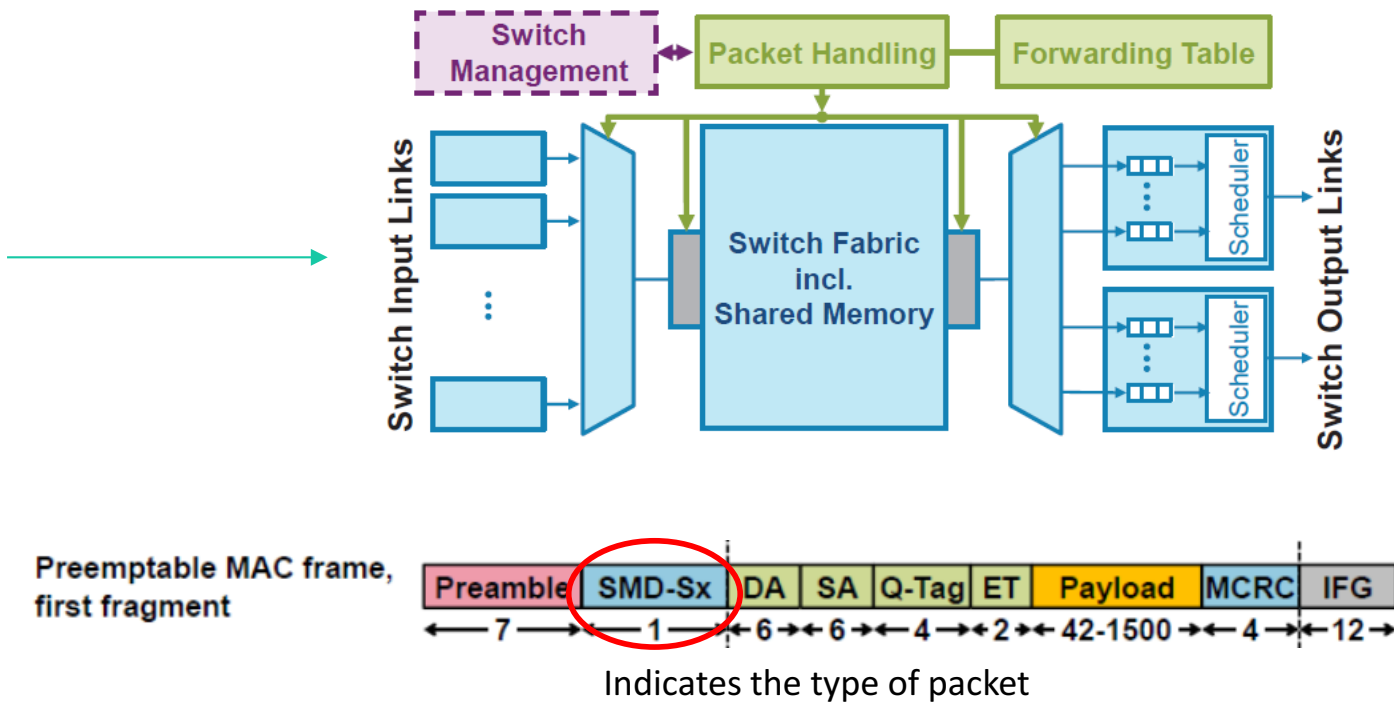 Switch
Management
Packet Handling
Forwarding Table
Switch Input Links
Switch Fabric
incl.
Shared Memory
Scheduler
Scheduler
Switch Output Links
Preemptable MAC frame,
first fragment
Preamble SMD-Sx DA SA Q-Tag ET Payload MCRC IFG
7 1 6 6 4 2 42-1500 4 12
Indicates the type of packet